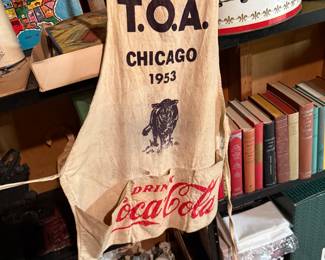 T.O.A.
CHICAGO
1953
DRINK
Coca-Cola